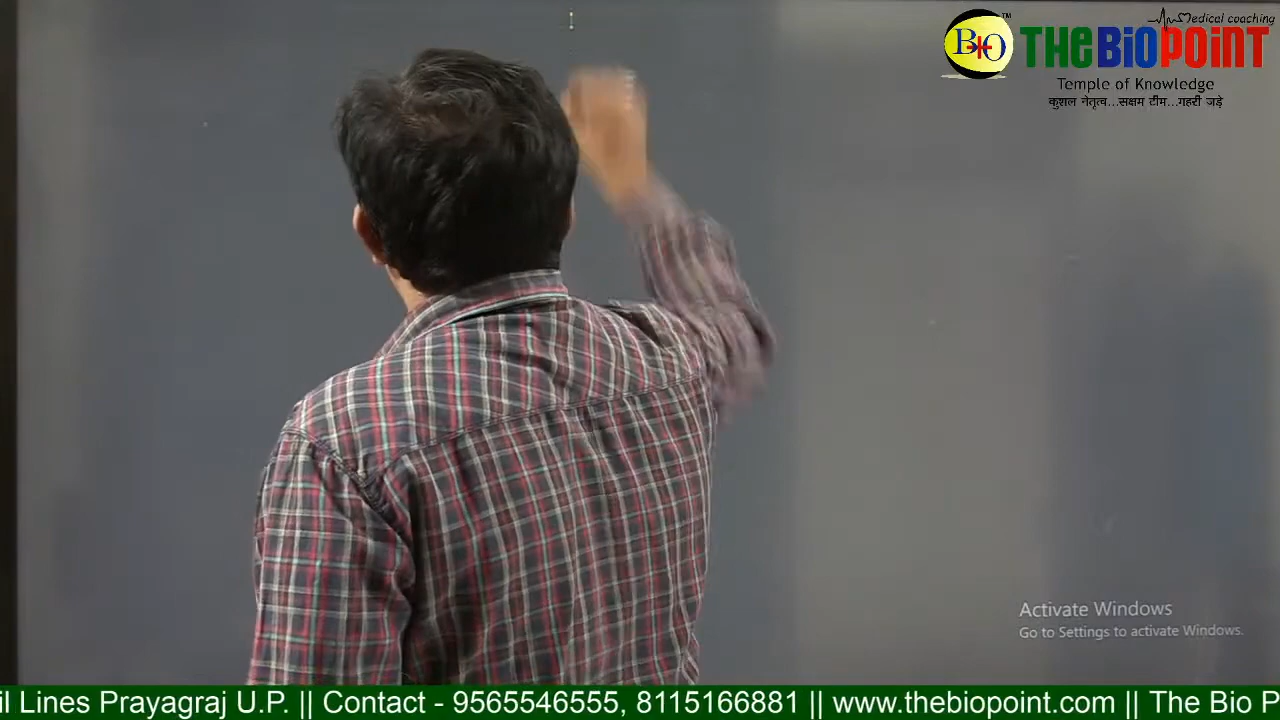 Medical coaching
B+O THE BiO POiNT
TM
Temple of Knowledge
कुशल नेतृत्व...सक्षम टीम...गहरी जड़े
Activate Windows
Go to Settings to activate Windows.
il Lines Prayagraj U.P. || Contact - 9565546555, 8115166881 || www.thebiopoint.com || The Bio P